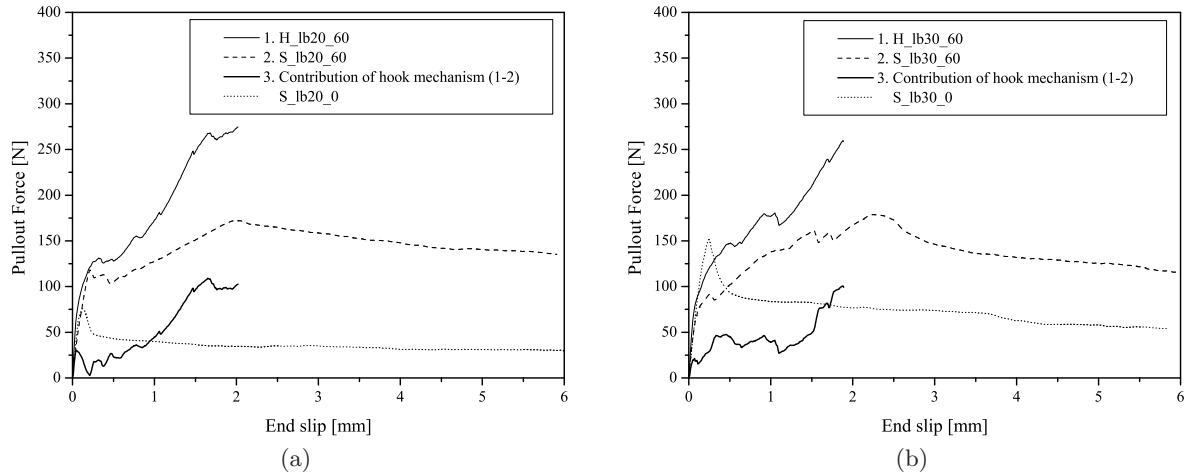 400
350
300
250
200
150
100
50
0
Pullout Force [N]
1. H_lb20_60
2. S_lb20_60
3. Contribution of hook mechanism (1-2)
S_lb20_0
0 1 2 3 4 5 6
End slip [mm]
(a)
400
350
300
250
200
150
100
50
0
Pullout Force [N]
1. H_lb30_60
2. S_lb30_60
3. Contribution of hook mechanism (1-2)
S_lb30_0
0 1 2 3 4 5 6
End slip [mm]
(b)